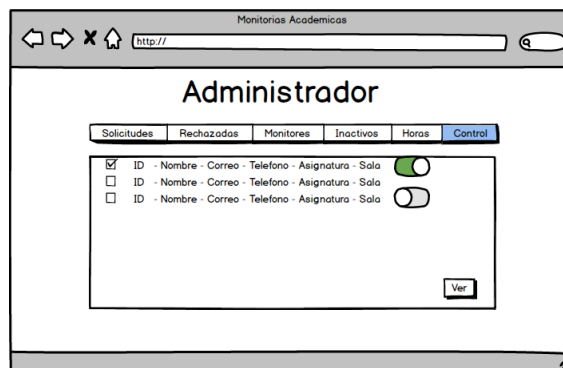 Monitorias Academicas
http://
Administrador
Solicitudes Rechazadas Monitores Inactivos Horas Control
ID - Nombre - Correo - Telefono - Asignatura - Sala
ID - Nombre - Correo - Telefono - Asignatura - Sala
ID - Nombre - Correo - Telefono - Asignatura - Sala
Ver